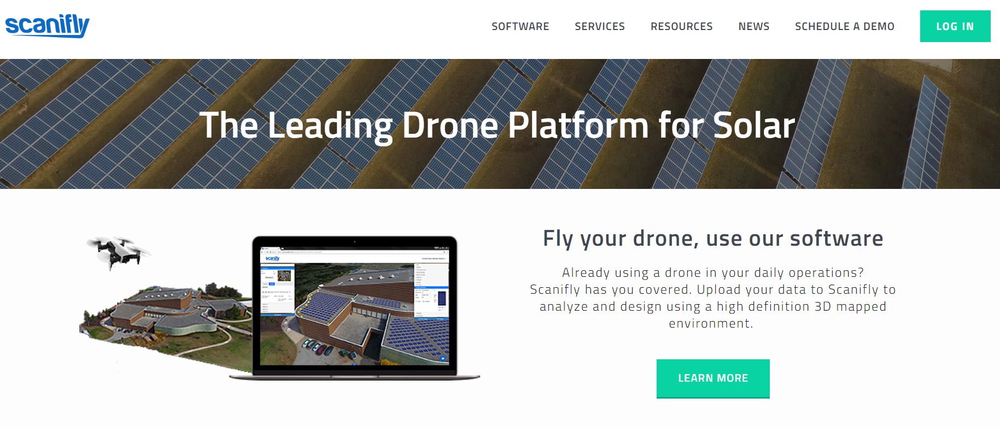 scanifly
SOFTWARE
SERVICES
RESOURCES
NEWS
SCHEDULE A DEMO
LOG IN
The Leading Drone Platform for Solar
scanifly
Fly your drone, use our software
Already using a drone in your daily operations?
Scanifly has you covered. Upload your data to Scanifly to
analyze and design using a high definition 3D mapped
environment.
LEARN MORE